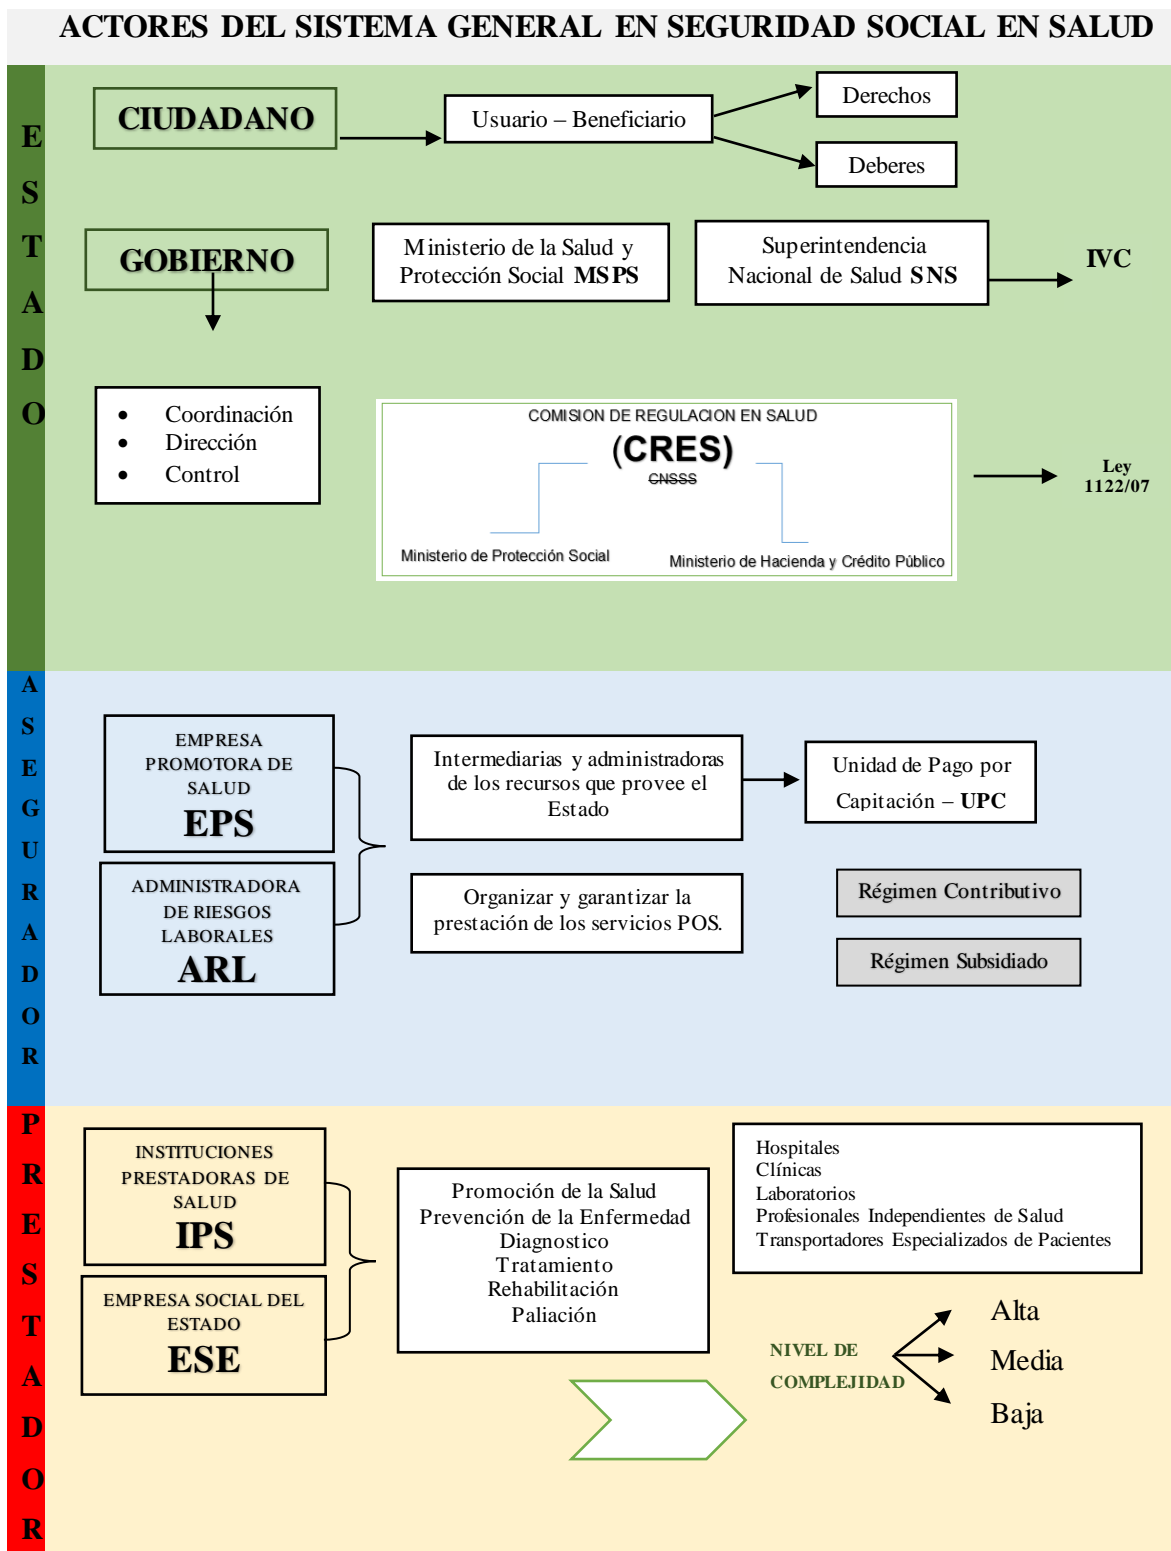 ACTORES DEL SISTEMA GENERAL EN SEGURIDAD SOCIAL EN SALUD
ESTADO
CIUDADANO
Usuario – Beneficiario
Derechos
Deberes
GOBIERNO
Ministerio de la Salud y
Protección Social MSPS
Superintendencia
Nacional de Salud SNS
IVC
• Coordinación
• Dirección
• Control
COMISION DE REGULACION EN SALUD
(CRES)
CNSSS
Ministerio de Protección Social
Ministerio de Hacienda y Crédito Público
Ley
1122/07
ASEGURADOR
EMPRESA
PROMOTORA DE
SALUD
EPS
ADMINISTRADORA
DE RIESGOS
LABORALES
ARL
Intermediarias y administradoras
de los recursos que provee el
Estado
Unidad de Pago por
Capitación – UPC
Organizar y garantizar la
prestación de los servicios POS.
Régimen Contributivo
Régimen Subsidiado
PRESTADOR
INSTITUCIONES
PRESTADORAS DE
SALUD
IPS
EMPRESA SOCIAL DEL
ESTADO
ESE
Promoción de la Salud
Prevención de la Enfermedad
Diagnostico
Tratamiento
Rehabilitación
Paliación
Hospitales
Clínicas
Laboratorios
Profesionales Independientes de Salud
Transportadores Especializados de Pacientes
NIVEL DE
COMPLEJIDAD
Alta
Media
Baja